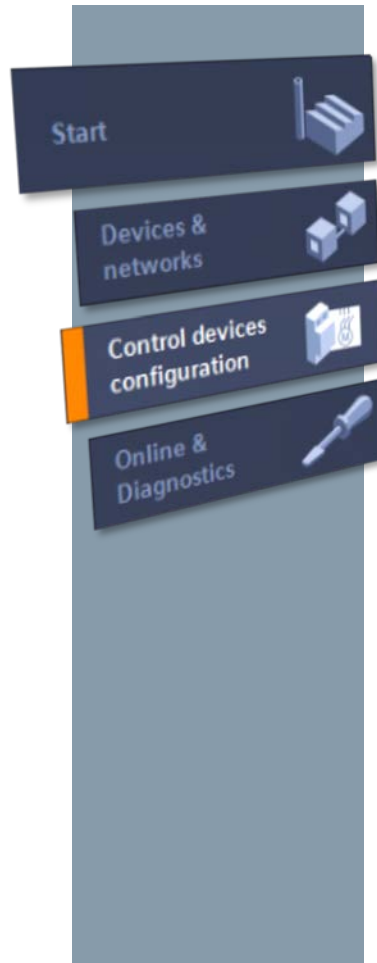 Start
Devices &
networks
Control devices
configuration
Online &
Diagnostics